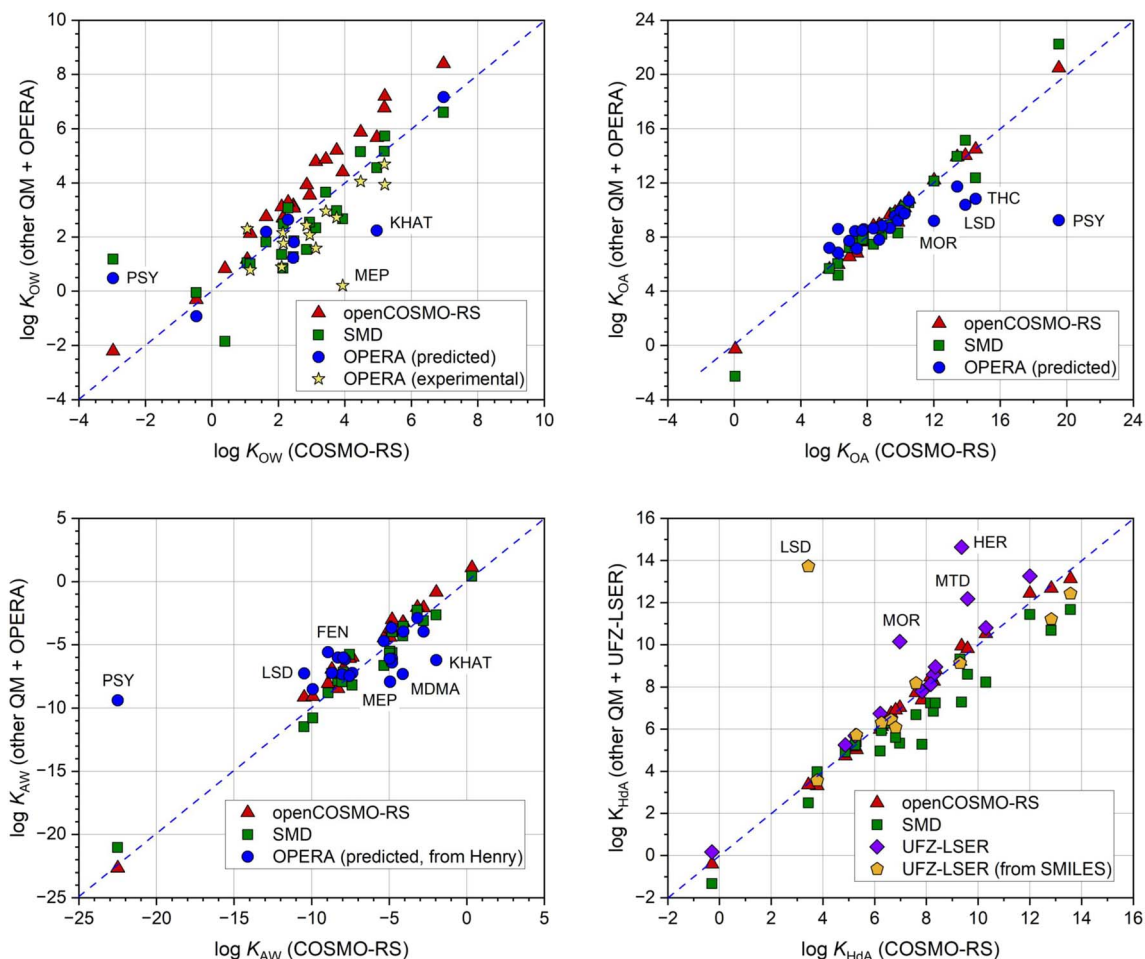 log K_OW (other QM + OPERA)
10
8
6
4
2
0
−2
−4
PSY
KHAT
MEP
openCOSMO-RS
SMD
OPERA (predicted)
OPERA (experimental)
−4 −2 0 2 4 6 8 10
log K_OW (COSMO-RS)
log K_OA (other QM + OPERA)
24
20
16
12
8
4
0
−4
THC
LSD
PSY
MOR
openCOSMO-RS
SMD
OPERA (predicted)
−4 0 4 8 12 16 20 24
log K_OA (COSMO-RS)
log K_AW (other QM + OPERA)
5
0
−5
−10
−15
−20
−25
FEN
LSD
PSY
KHAT
MDMA
MEP
openCOSMO-RS
SMD
OPERA (predicted, from Henry)
−25 −20 −15 −10 −5 0 5
log K_AW (COSMO-RS)
log K_HdA (other QM + UFZ-LSER)
16
14
12
10
8
6
4
2
0
−2
LSD
HER
MTD
MOR
openCOSMO-RS
SMD
UFZ-LSER
UFZ-LSER (from SMILES)
−2 0 2 4 6 8 10 12 14 16
log K_HdA (COSMO-RS)